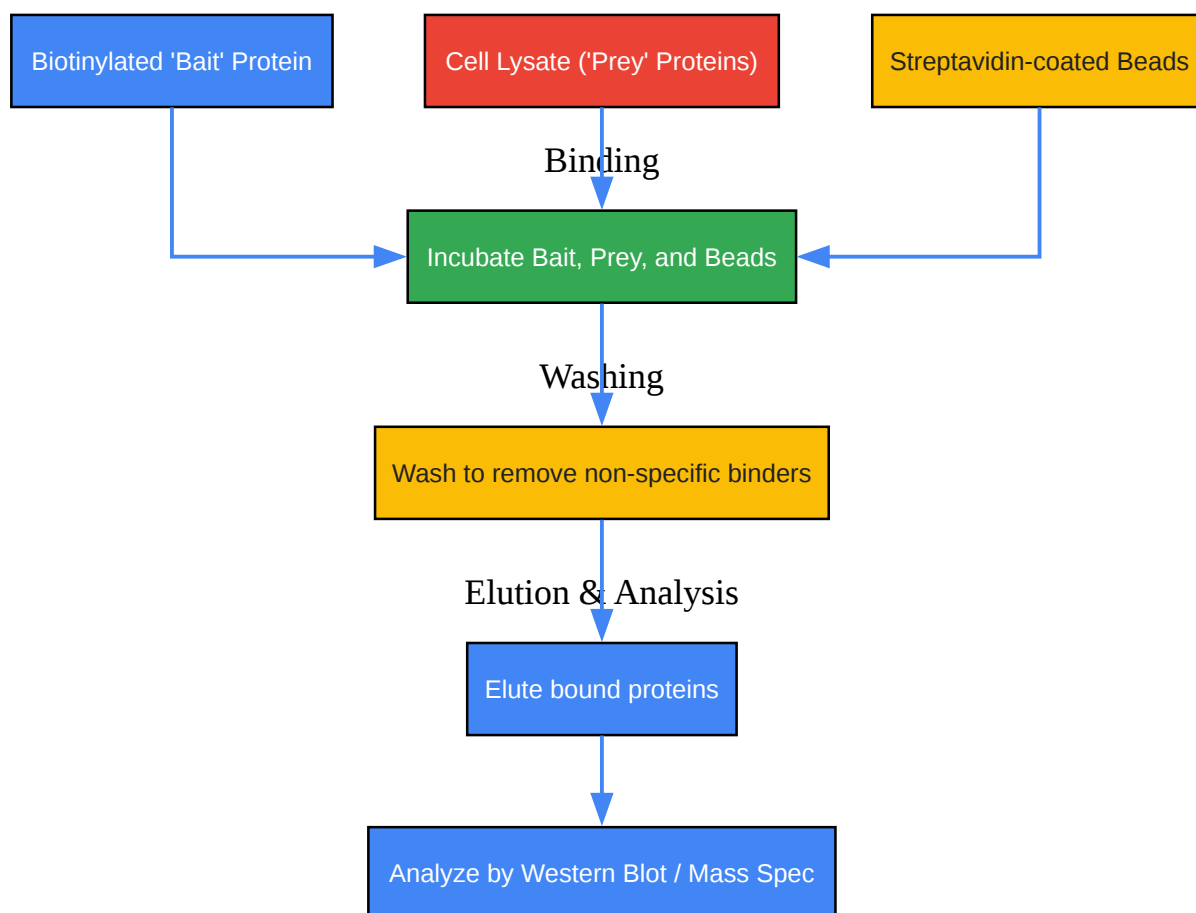 Biotinylated 'Bait' Protein
Cell Lysate ('Prey' Proteins)
Streptavidin-coated Beads
Binding
Incubate Bait, Prey, and Beads
Washing
Wash to remove non-specific binders
Elution & Analysis
Elute bound proteins
Analyze by Western Blot / Mass Spec